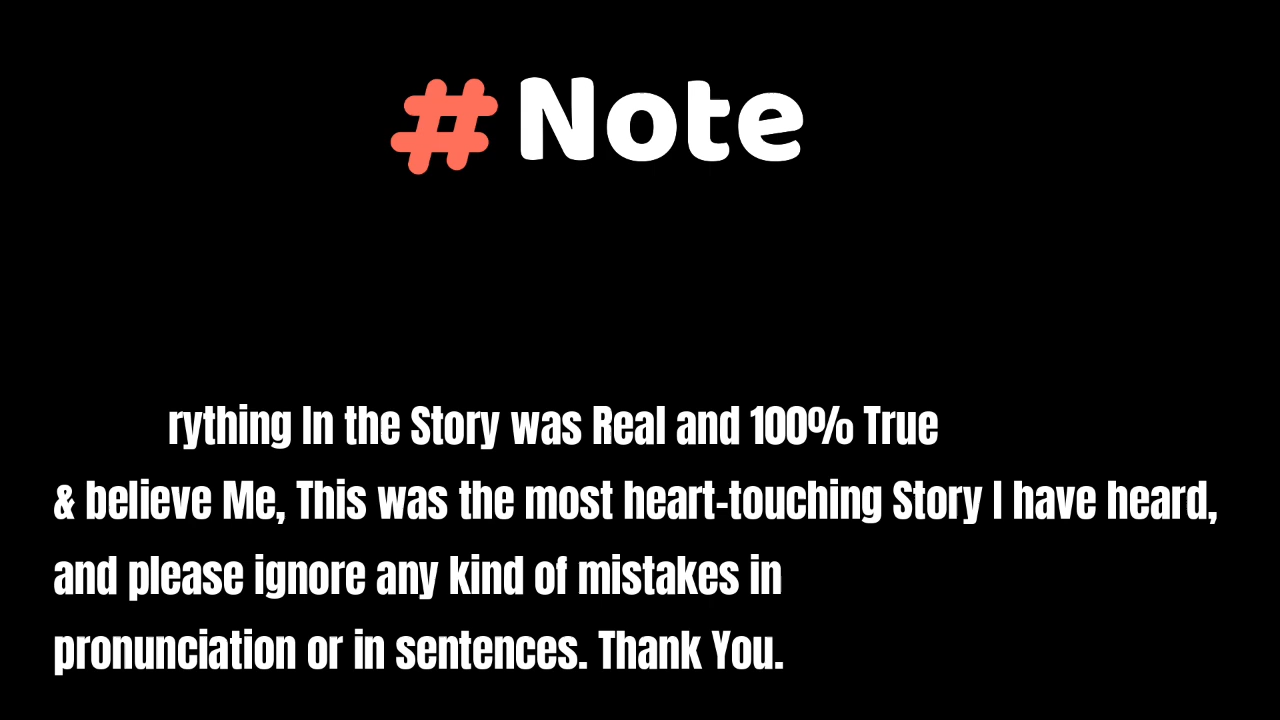 # Note
rything In the Story was Real and 100% True
& believe Me, This was the most heart-touching Story I have heard,
and please ignore any kind of mistakes in
pronunciation or in sentences. Thank You.